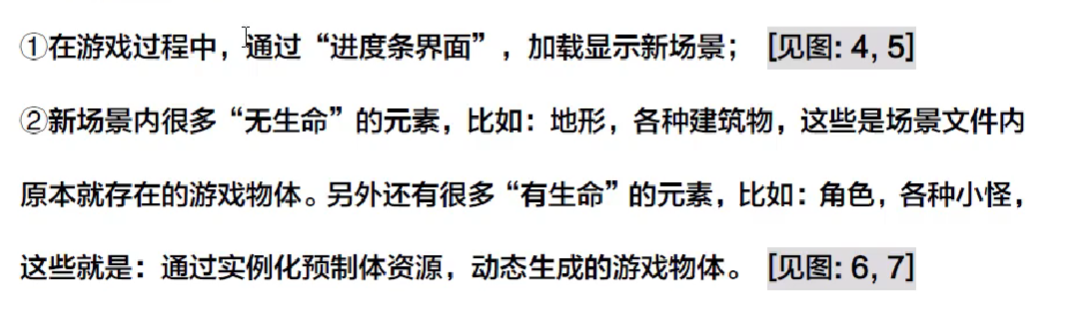 ①在游戏过程中，通过“进度条界面”，加载显示新场景； [见图: 4, 5]
②新场景内很多“无生命”的元素，比如：地形，各种建筑物，这些是场景文件内
原本就存在的游戏物体。另外还有很多“有生命”的元素，比如：角色，各种小怪，
这些就是：通过实例化预制体资源，动态生成的游戏物体。 [见图: 6, 7]